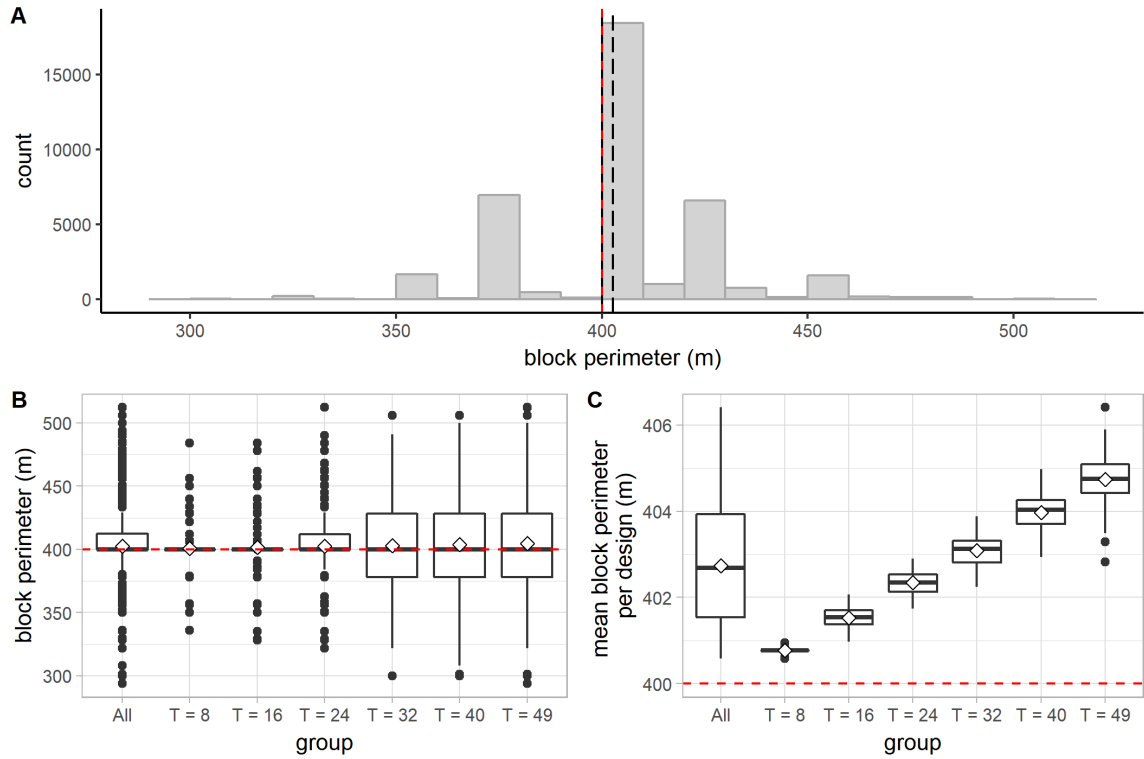 A
count
15000
10000
5000
0
300 350 400 450 500
block perimeter (m)
B
block perimeter (m)
500
450
400
350
300
All T = 8 T = 16 T = 24 T = 32 T = 40 T = 49
group
C
mean block perimeter
per design (m)
406
404
402
400
All T = 8 T = 16 T = 24 T = 32 T = 40 T = 49
group